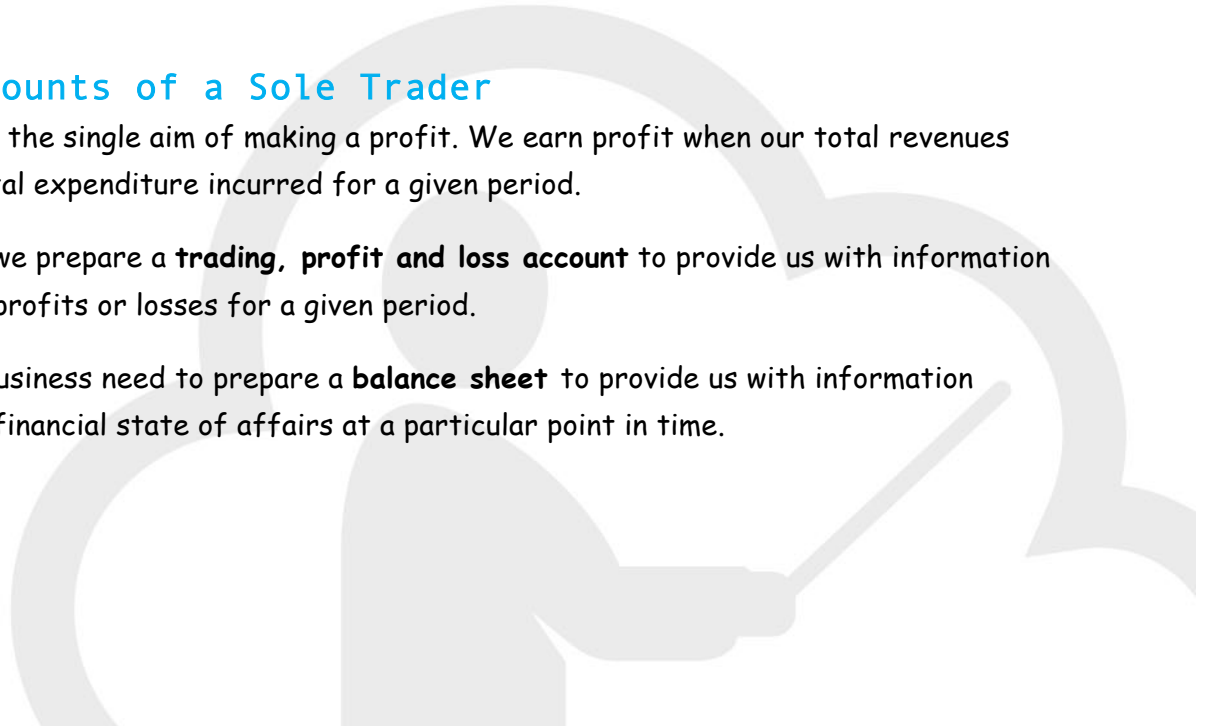 ounts of a Sole Trader
the single aim of making a profit. We earn profit when our total revenues
al expenditure incurred for a given period.
we prepare a trading, profit and loss account to provide us with information
profits or losses for a given period.
usiness need to prepare a balance sheet to provide us with information
financial state of affairs at a particular point in time.